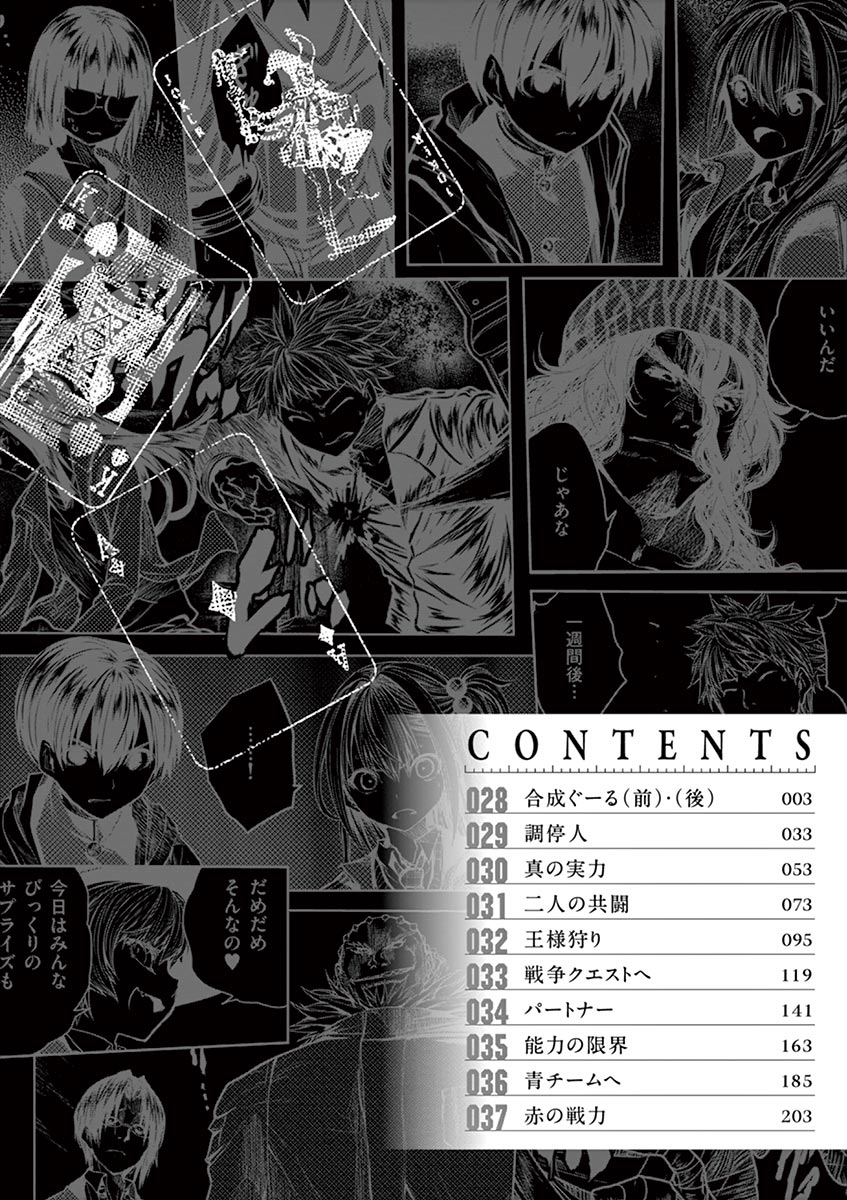 JOKER
JOKER
K
K
A
A
ぎゅ
いいんだ
じゃあな
一週間後…
……!
だめだめ
そんなの♥
今日はみんな
びっくりの
サプライズも
CONTENTS
028 合成ぐーる(前)・(後) 003
029 調停人 033
030 真の実力 053
031 二人の共闘 073
032 王様狩り 095
033 戦争クエストへ 119
034 パートナー 141
035 能力の限界 163
036 青チームへ 185
037 赤の戦力 203